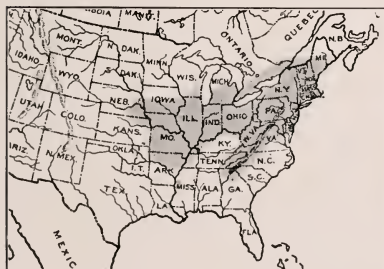 MANIT.
ONTARIO
QUEBEC
N.B.
ME.
MONT.
N. DAK.
MINN.
IDAHO
WYO.
DAK.
WIS.
MICH.
N.Y.
NEB.
IOWA
ILL.
IND.
OHIO
PA.
UTAH
COLO.
KANS.
MO.
KY.
VA.
ARIZ.
N. MEX.
OKLA.
I.T.
ARK.
TENN.
N.C.
S.C.
TEX.
LA.
MISS.
ALA.
GA.
FLA.
MEXICO